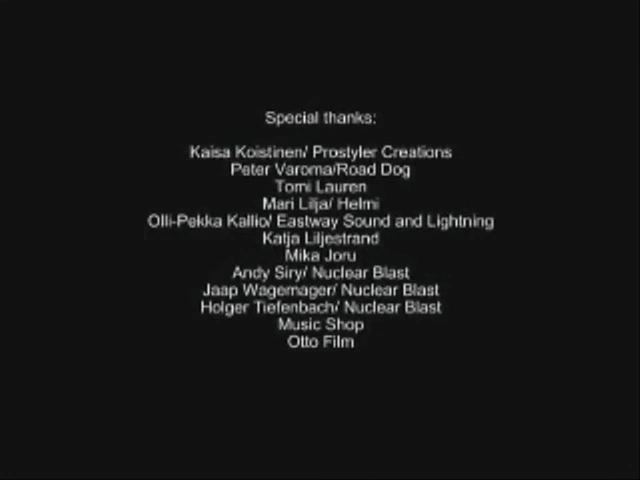 Special thanks:
Kaisa Koistinen/ Prostyler Creations
Peter Varoma/Road Dog
Tomi Lauren
Mari Lilja/ Helmi
Olli-Pekka Kallio/ Eastway Sound and Lightning
Katja Liljestrand
Mika Joru
Andy Siry/ Nuclear Blast
Jaap Wagemager/ Nuclear Blast
Holger Tiefenbach/ Nuclear Blast
Music Shop
Otto Film